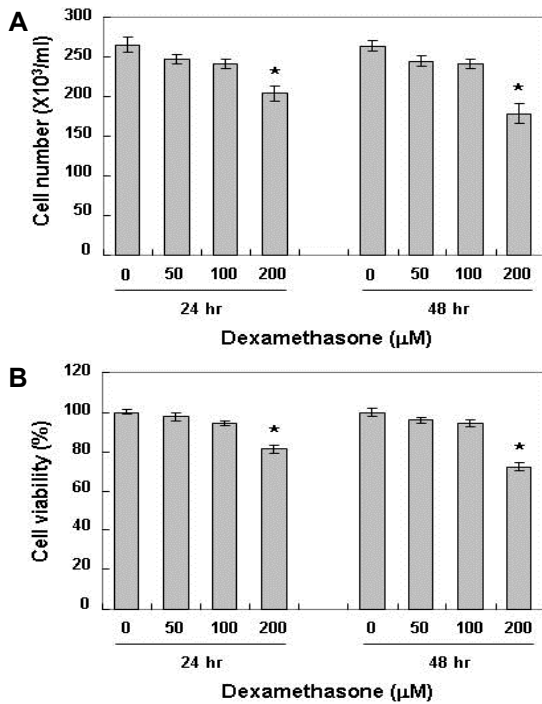 A
Cell number (X10³/ml)
300
250
200
150
100
50
0
*
*
0 50 100 200 0 50 100 200
24 hr 48 hr
Dexamethasone (μM)
B
Cell viability (%)
120
100
80
60
40
20
0
*
*
0 50 100 200 0 50 100 200
24 hr 48 hr
Dexamethasone (μM)